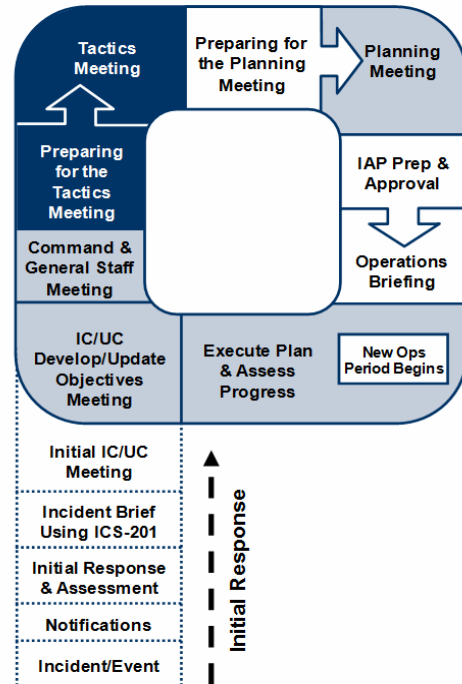 Tactics
Meeting
Preparing for
the Planning
Meeting
Planning
Meeting
Preparing
for the
Tactics
Meeting
IAP Prep &
Approval
Command &
General Staff
Meeting
Operations
Briefing
IC/UC
Develop/Update
Objectives
Meeting
Execute Plan
& Assess
Progress
New Ops
Period Begins
Initial IC/UC
Meeting
Incident Brief
Using ICS-201
Initial Response
& Assessment
Notifications
Incident/Event
Initial Response